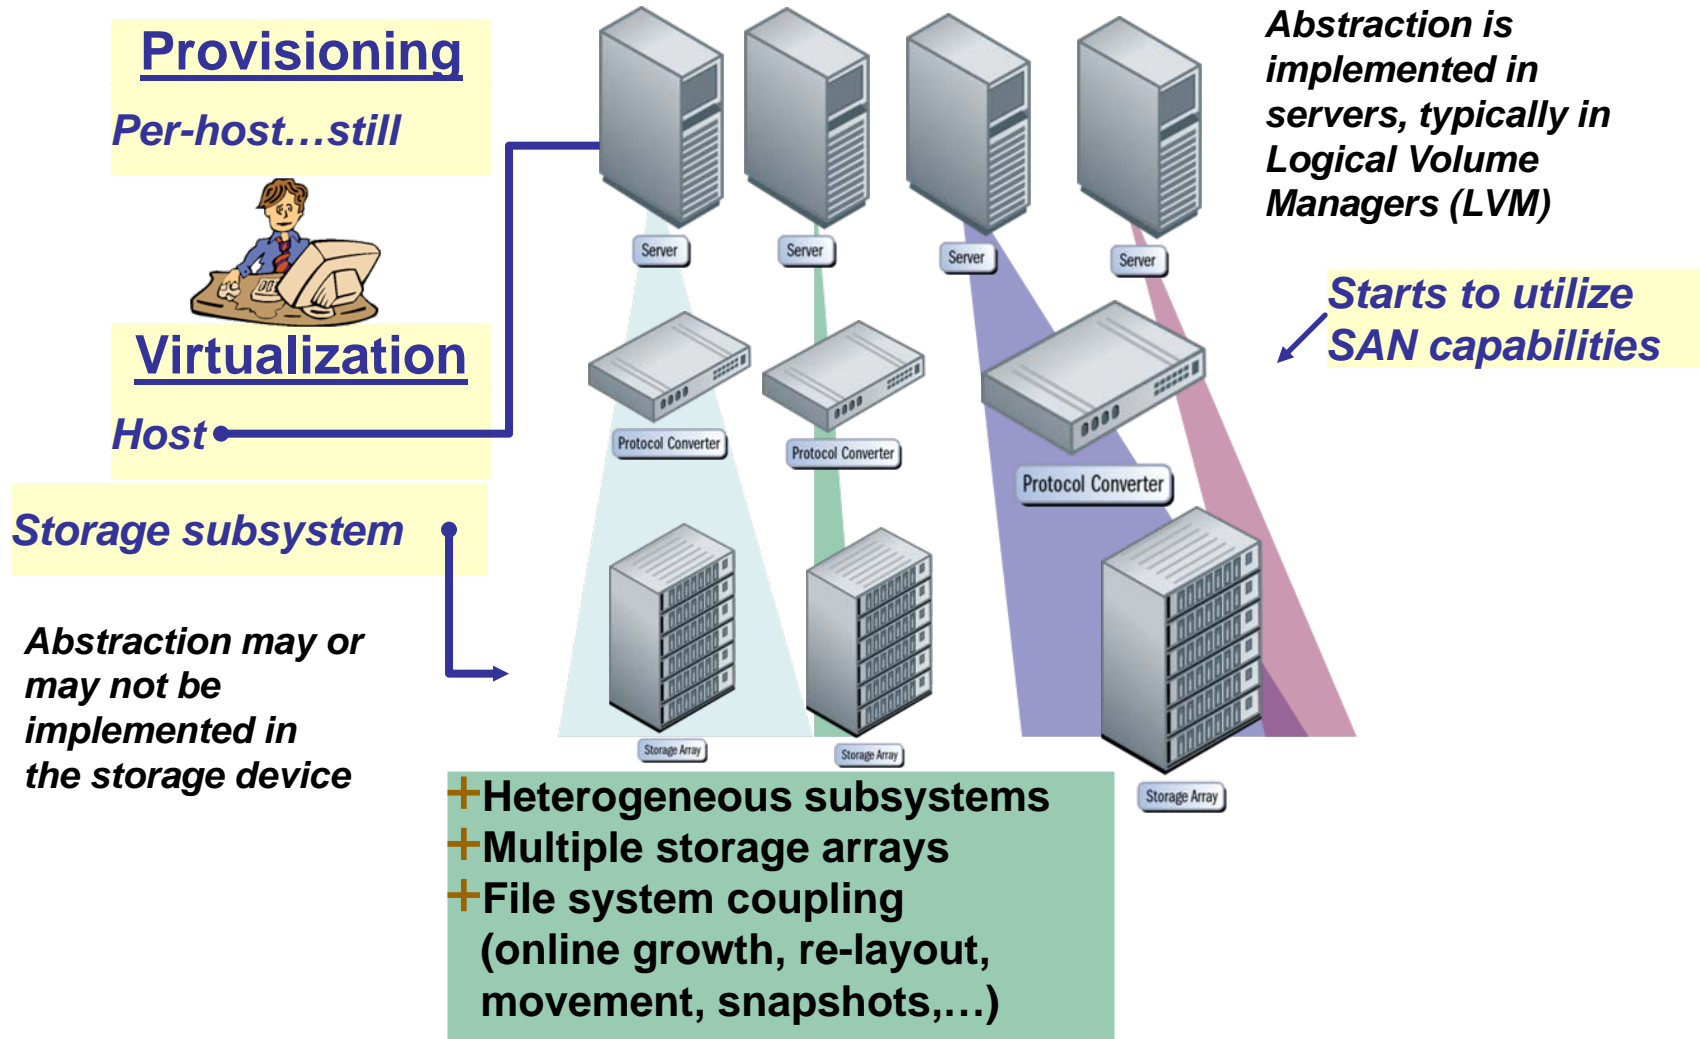 Provisioning
Per-host…still
Virtualization
Host
Storage subsystem
Abstraction may or
may not be
implemented in
the storage device
Server
Server
Server
Server
Protocol Converter
Protocol Converter
Protocol Converter
Storage Array
Storage Array
Storage Array
Abstraction is
implemented in
servers, typically in
Logical Volume
Managers (LVM)
Starts to utilize
SAN capabilities
+Heterogeneous subsystems
+Multiple storage arrays
+File system coupling
(online growth, re-layout,
movement, snapshots,…)